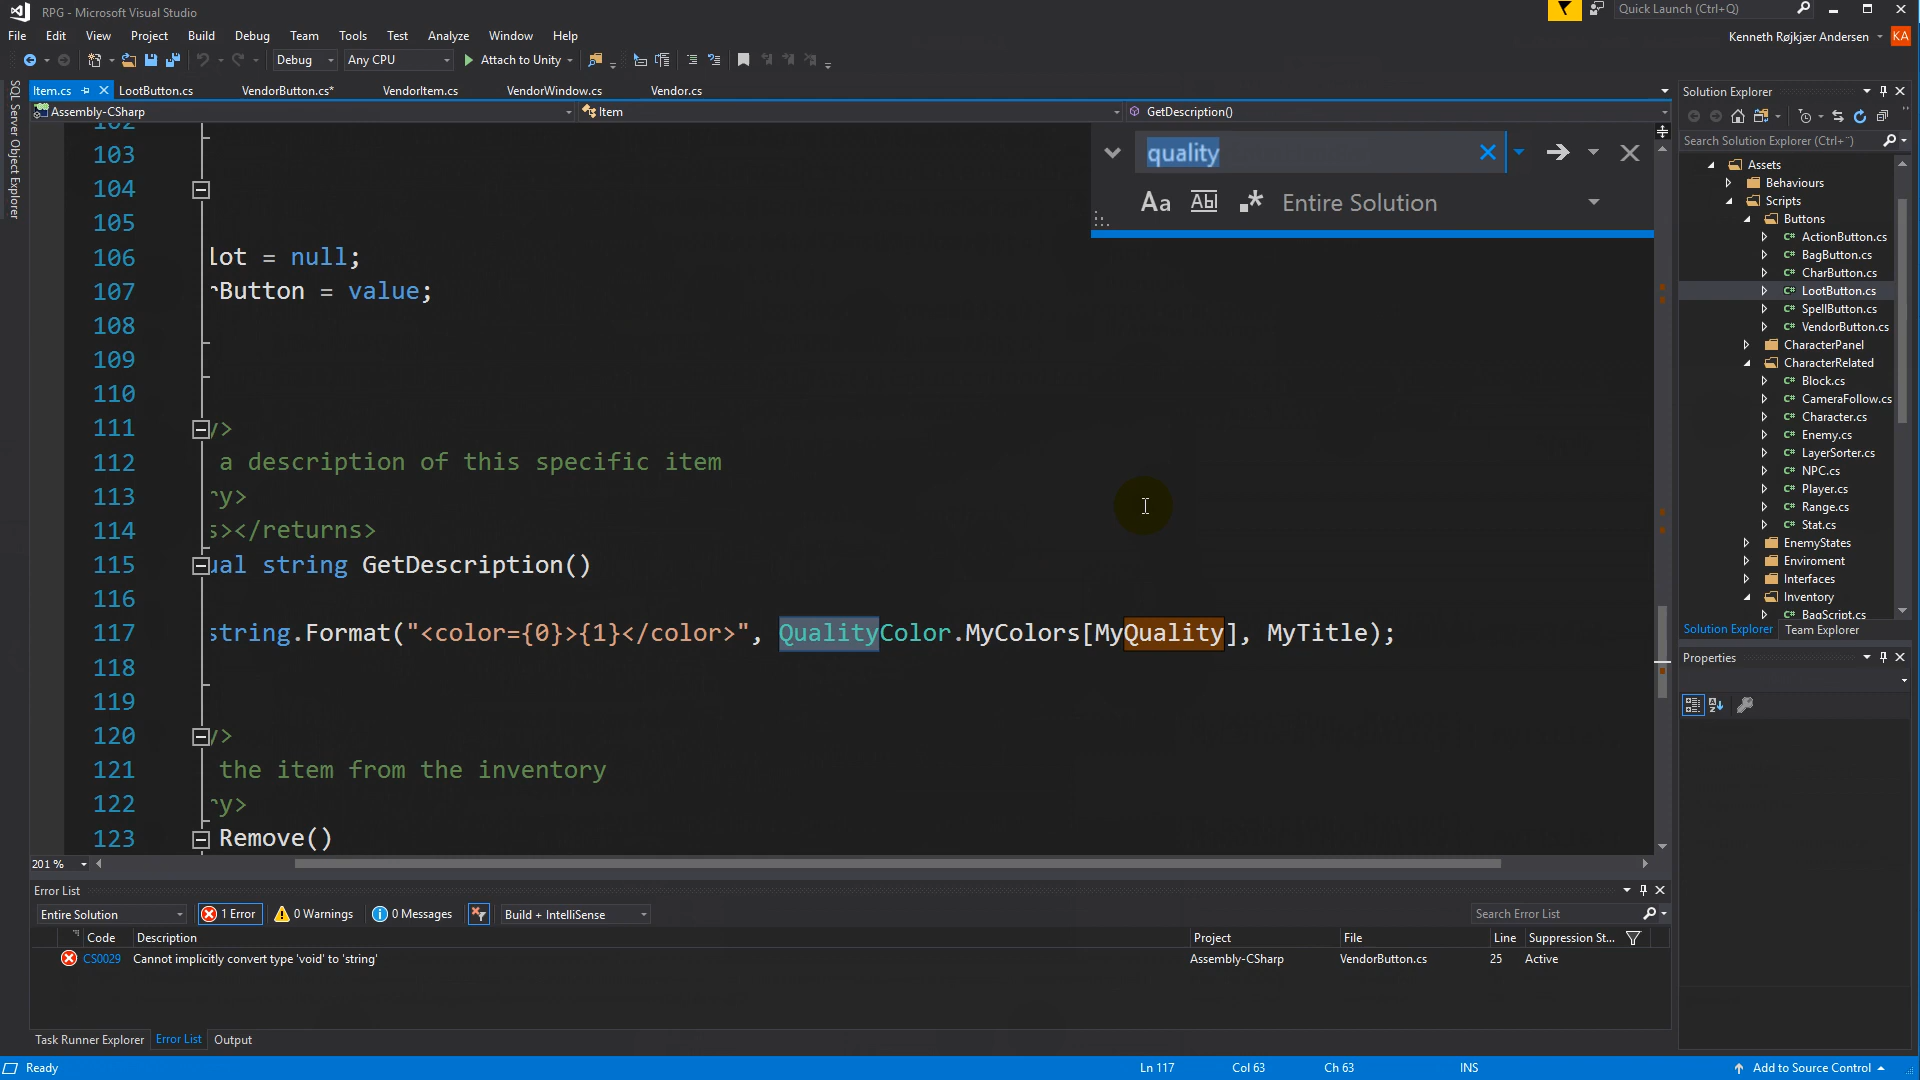 RPG - Microsoft Visual Studio
Quick Launch (Ctrl+Q)
File Edit View Project Build Debug Team Tools Test Analyze Window Help
Kenneth Røjkjær Andersen KA
Debug Any CPU Attach to Unity
SQL Server Object Explorer
Item.cs LootButton.cs VendorButton.cs* VendorItem.cs VendorWindow.cs Vendor.cs
Assembly-CSharp Item GetDescription()
quality
Aa Abl Entire Solution
102
103
104
105
106 lot = null;
107 rButton = value;
108
109
110
111 y>
112 a description of this specific item
113 ry>
114 s></returns>
115 ual string GetDescription()
116
117 string.Format("<color={0}>{1}</color>", QualityColor.MyColors[MyQuality], MyTitle);
118
119
120 y>
121 the item from the inventory
122 ry>
123 Remove()
201 %
Solution Explorer
Search Solution Explorer (Ctrl+¨)
Assets
Behaviours
Scripts
Buttons
C# ActionButton.cs
C# BagButton.cs
C# CharButton.cs
C# LootButton.cs
C# SpellButton.cs
C# VendorButton.cs
CharacterPanel
CharacterRelated
C# Block.cs
C# CameraFollow.cs
C# Character.cs
C# Enemy.cs
C# LayerSorter.cs
C# NPC.cs
C# Player.cs
C# Range.cs
C# Stat.cs
EnemyStates
Enviroment
Interfaces
Inventory
C# BagScript.cs
Solution Explorer Team Explorer
Properties
Error List
Entire Solution 1 Error 0 Warnings 0 Messages Build + IntelliSense Search Error List
Code Description Project File Line Suppression St...
CS0029 Cannot implicitly convert type 'void' to 'string' Assembly-CSharp VendorButton.cs 25 Active
Task Runner Explorer Error List Output
Ready Ln 117 Col 63 Ch 63 INS Add to Source Control